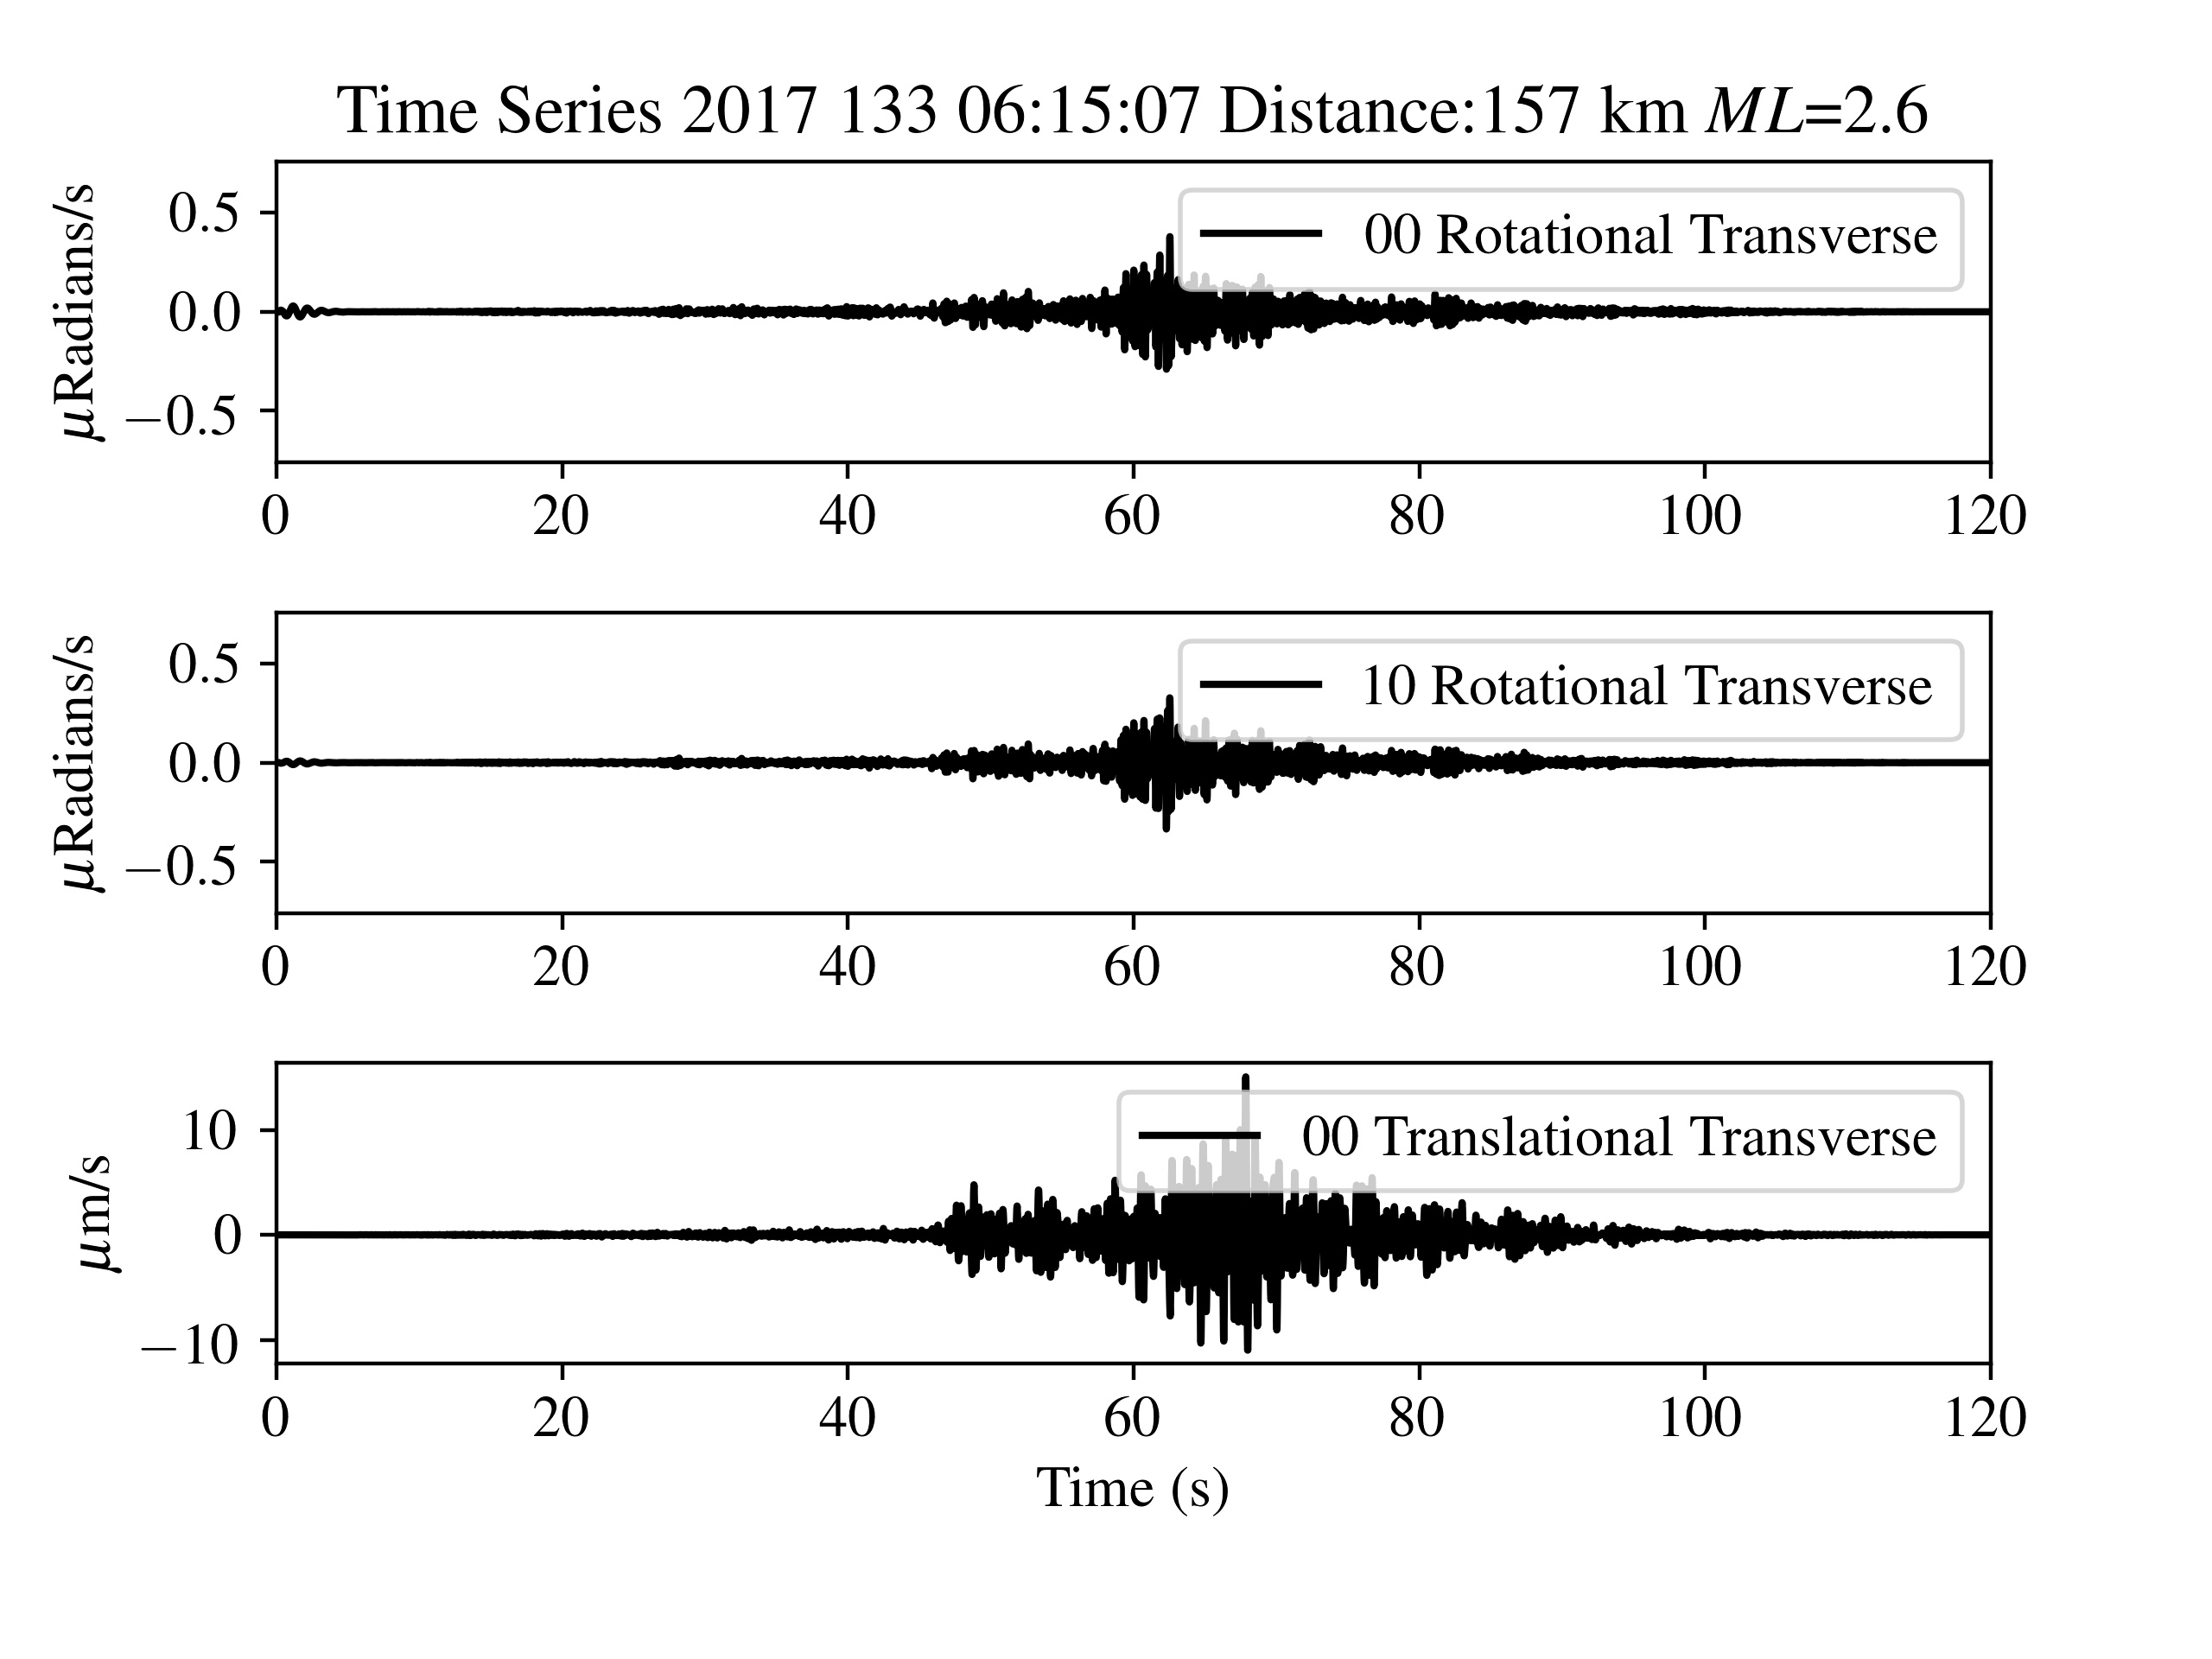 Time Series 2017 133 06:15:07 Distance:157 km ML=2.6
μRadians/s
0.5
0.0
−0.5
00 Rotational Transverse
0 20 40 60 80 100 120
μRadians/s
0.5
0.0
−0.5
10 Rotational Transverse
0 20 40 60 80 100 120
μm/s
10
0
−10
00 Translational Transverse
0 20 40 60 80 100 120
Time (s)